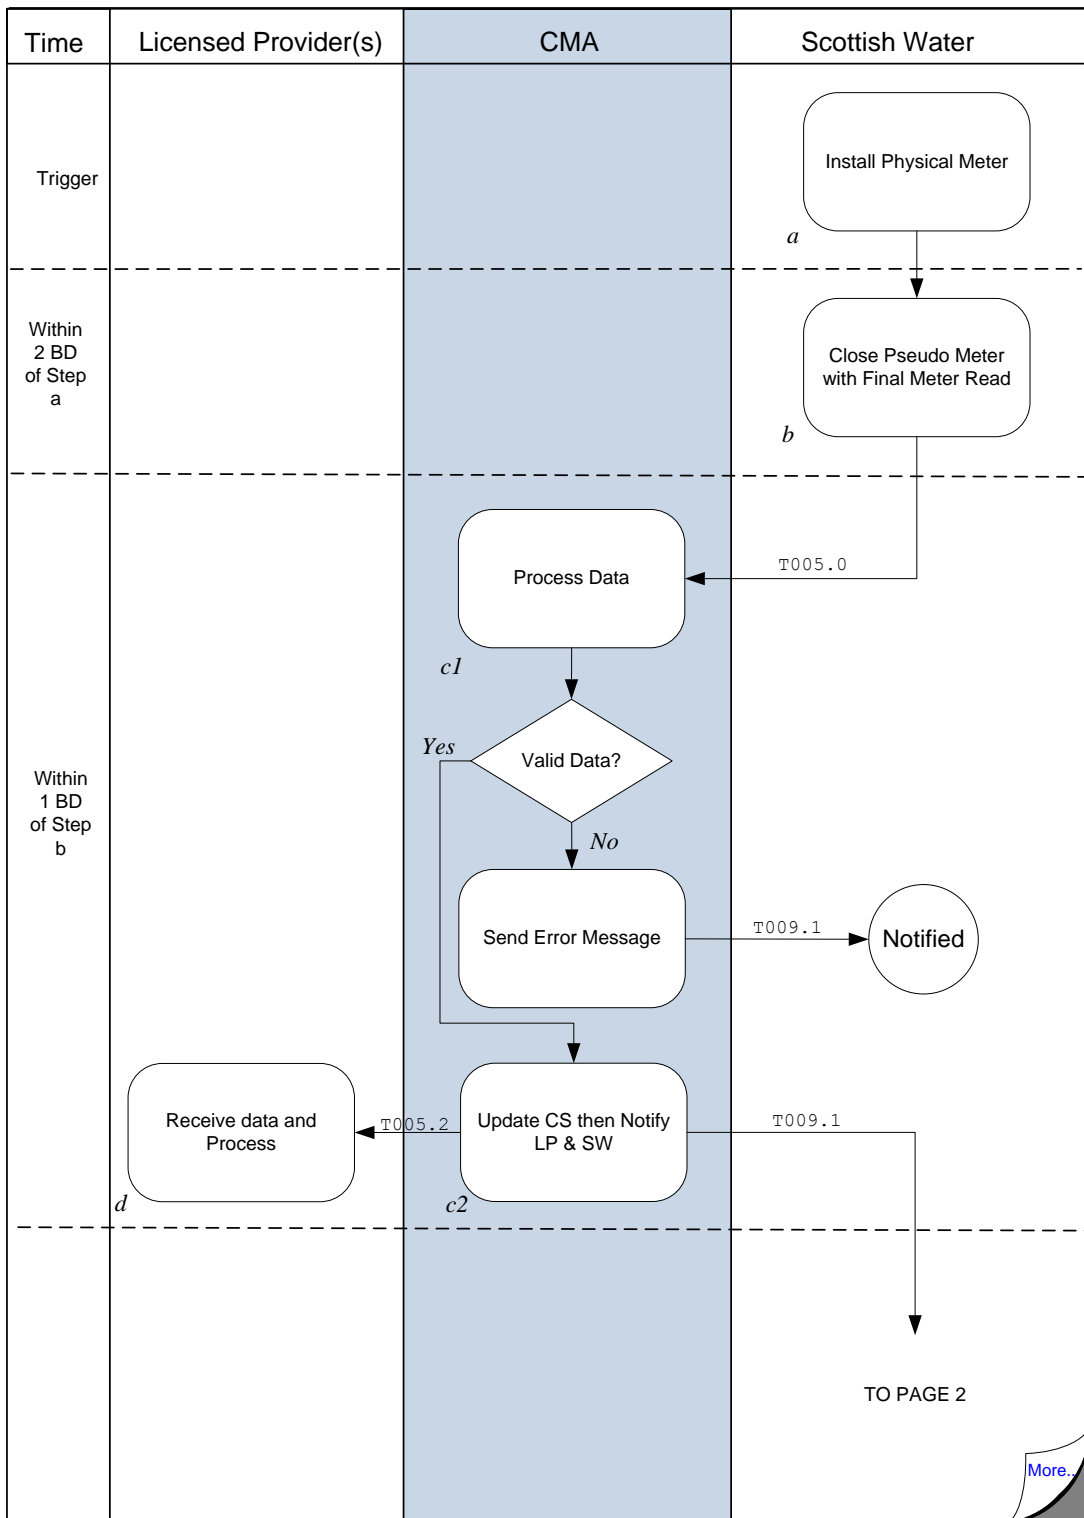 Time
Licensed Provider(s)
CMA
Scottish Water
Trigger
Install Physical Meter
a
Within
2 BD
of Step
a
Close Pseudo Meter
with Final Meter Read
b
T005.0
Process Data
c1
Within
1 BD
of Step
b
Yes
Valid Data?
No
Send Error Message
T009.1
Notified
Receive data and
Process
d
T005.2
Update CS then Notify
LP & SW
c2
T009.1
TO PAGE 2
More..